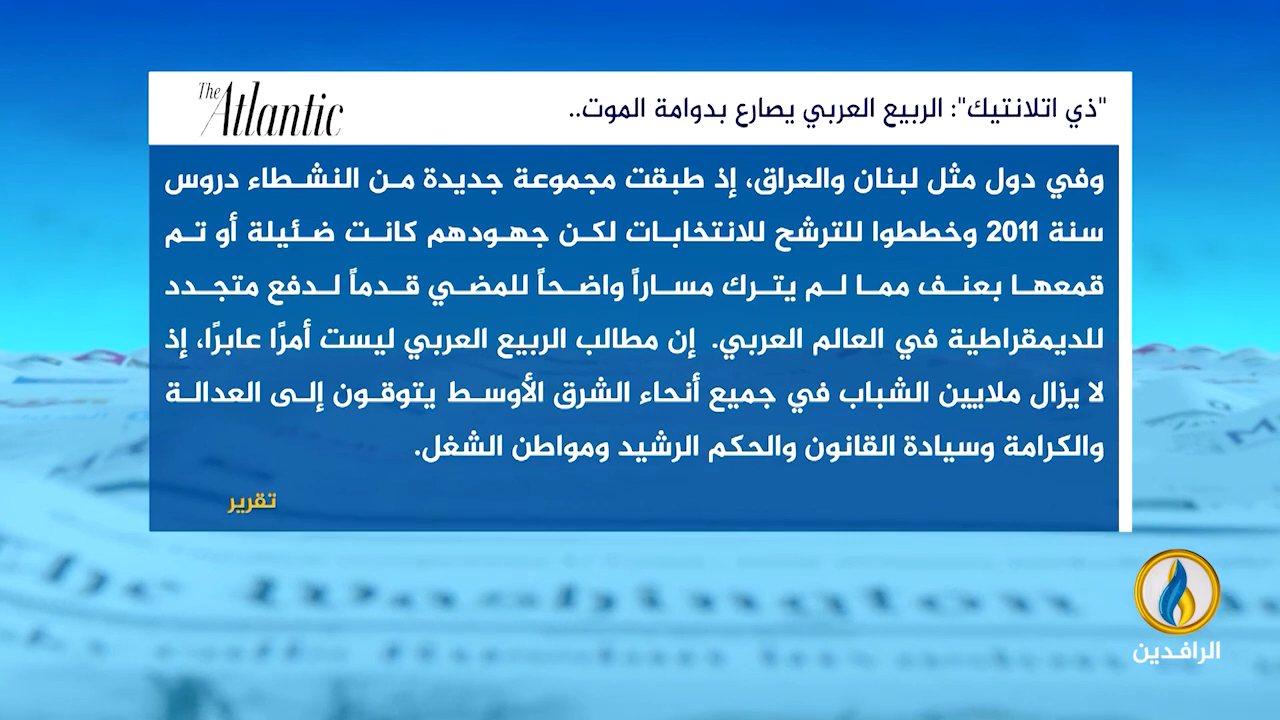 The Atlantic
"ذي اتلانتيك": الربيع العربي يصارع بدوامة الموت..
وفي دول مثل لبنان والعراق، إذ طبقت مجموعة جديدة من النشطاء دروس
سنة 2011 وخططوا للترشح للانتخابات لكن جهودهم كانت ضئيلة أو تم
قمعها بعنف مما لم يترك مساراً واضحاً للمضي قدماً لدفع متجدد
للديمقراطية في العالم العربي. إن مطالب الربيع العربي ليست أمرًا عابرًا، إذ
لا يزال ملايين الشباب في جميع أنحاء الشرق الأوسط يتوقون إلى العدالة
والكرامة وسيادة القانون والحكم الرشيد ومواطن الشغل.
تقرير
الرافدين